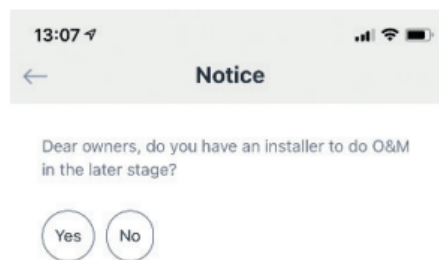 13:07
Notice
Dear owners, do you have an installer to do O&M
in the later stage?
Yes No